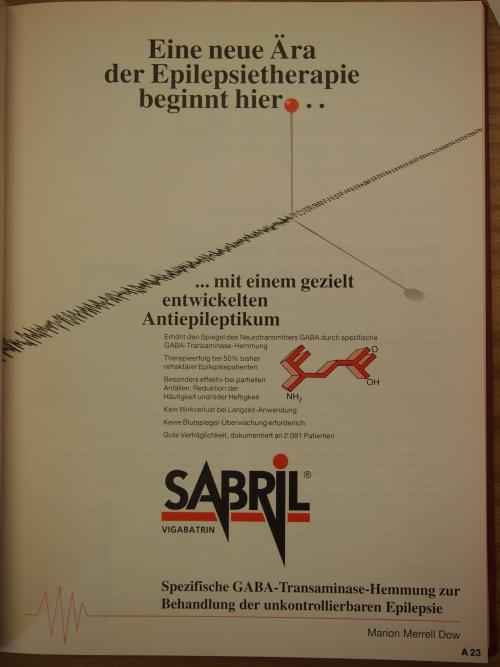 Eine neue Ära
der Epilepsietherapie
beginnt hier . . .
... mit einem gezielt
entwickelten
Antiepileptikum
Erhöht den Spiegel des Neurotransmitters GABA durch spezifische
GABA-Transaminase-Hemmung
Therapieerfolg bei 50% bisher
refraktärer Epilepsiepatienten
Besonders effektiv bei partiellen
Anfällen: Reduktion der
Häufigkeit und/oder Heftigkeit
O
OH
NH2
Kein Wirkverlust bei Langzeit-Anwendung
Keine Blutspiegel-Überwachung erforderlich
Gute Verträglichkeit, dokumentiert an 2.081 Patienten
SABRIL®
VIGABATRIN
Spezifische GABA-Transaminase-Hemmung zur
Behandlung der unkontrollierbaren Epilepsie
Marion Merrell Dow
A 23